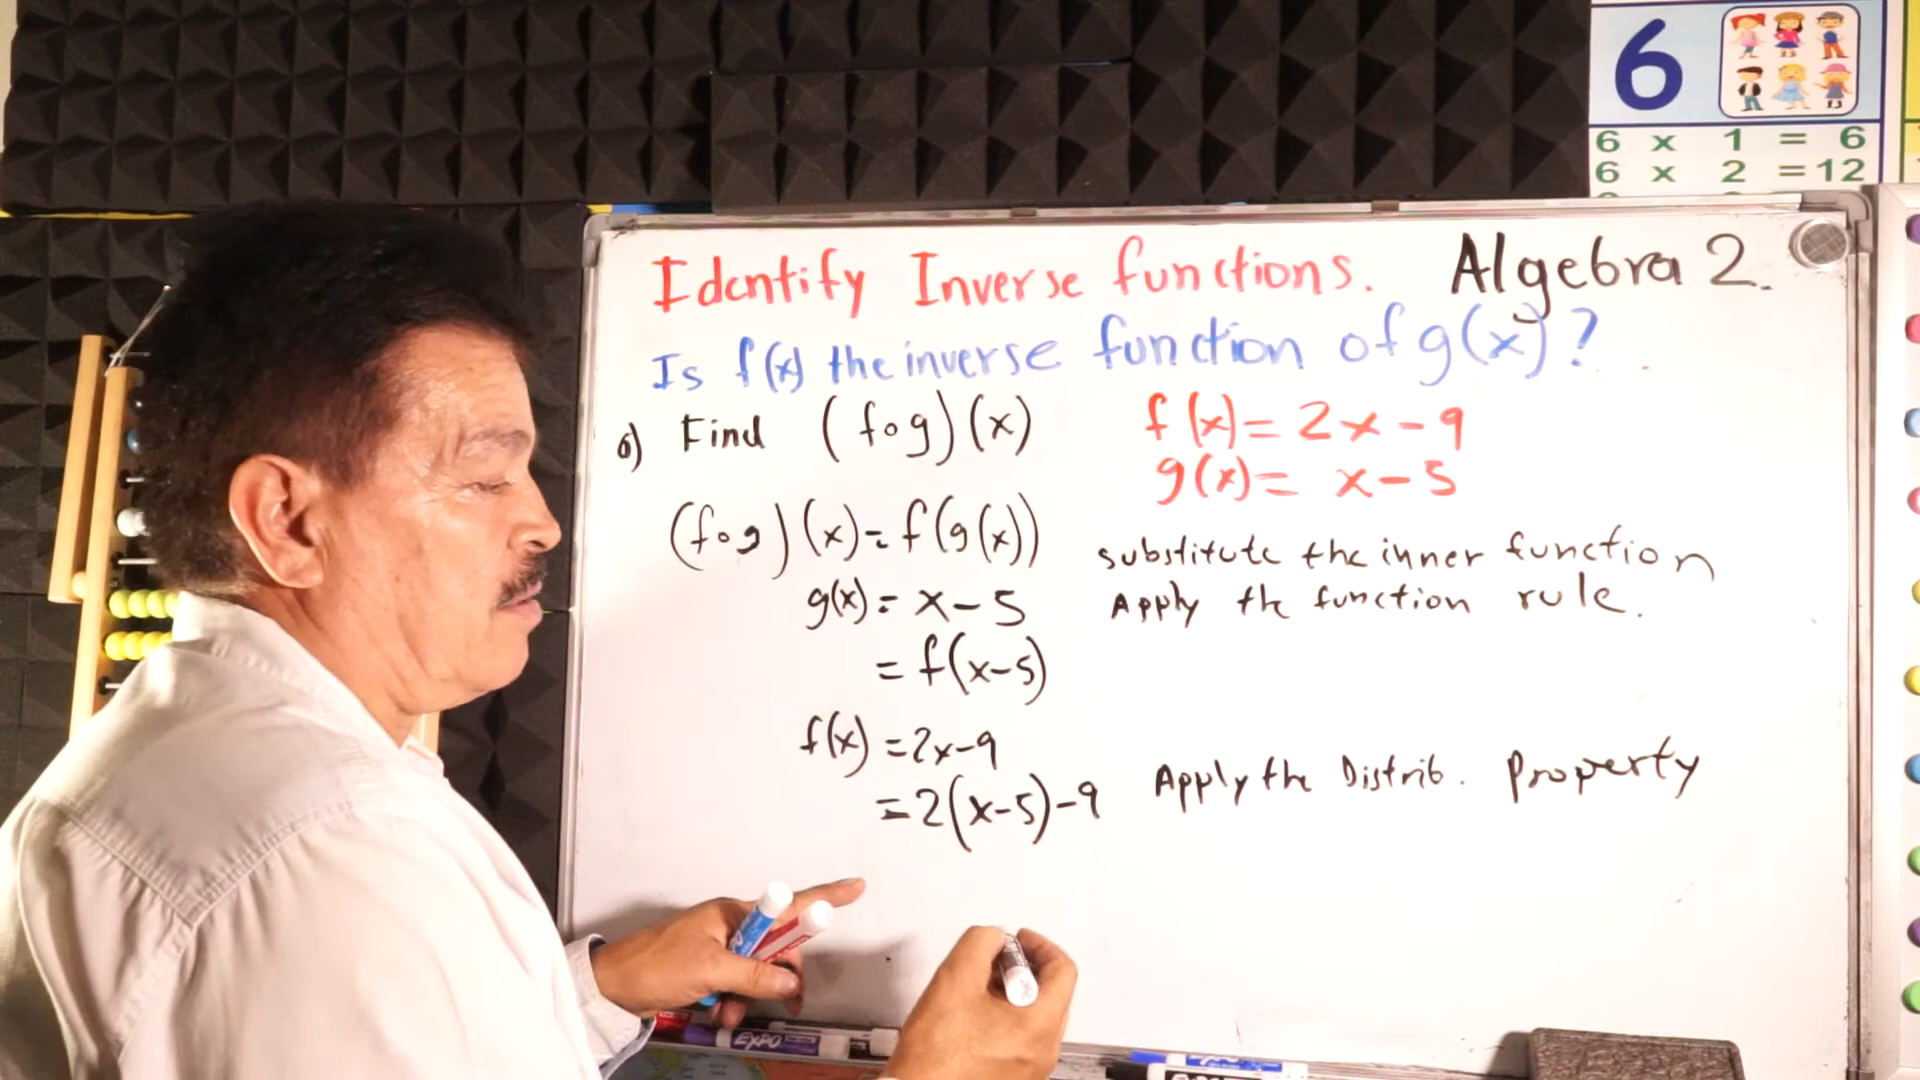 6
6 x 1 = 6
6 x 2 = 12
Identify Inverse functions. Algebra 2.
Is f(x) the inverse function of g(x)?
a) Find (fog)(x) f(x) = 2x - 9
g(x) = x - 5
(fog)(x) = f(g(x)) substitute the inner function
g(x) = x - 5 Apply the function rule.
= f(x-5)
f(x) = 2x-9
= 2(x-5)-9 Apply the Distrib. Property
EXPO